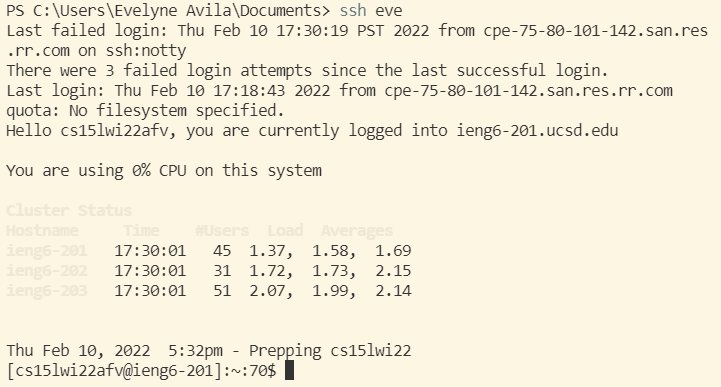 PS C:\Users\Evelyne Avila\Documents> ssh eve
Last failed login: Thu Feb 10 17:30:19 PST 2022 from cpe-75-80-101-142.san.res
.rr.com on ssh:notty
There were 3 failed login attempts since the last successful login.
Last login: Thu Feb 10 17:18:43 2022 from cpe-75-80-101-142.san.res.rr.com
quota: No filesystem specified.
Hello cs15lwi22afv, you are currently logged into ieng6-201.ucsd.edu

You are using 0% CPU on this system

Cluster Status
Hostname     Time    #Users  Load  Averages
ieng6-201   17:30:01   45  1.37,  1.58,  1.69
ieng6-202   17:30:01   31  1.72,  1.73,  2.15
ieng6-203   17:30:01   51  2.07,  1.99,  2.14

Thu Feb 10, 2022  5:32pm - Prepping cs15lwi22
[cs15lwi22afv@ieng6-201]:~:70$